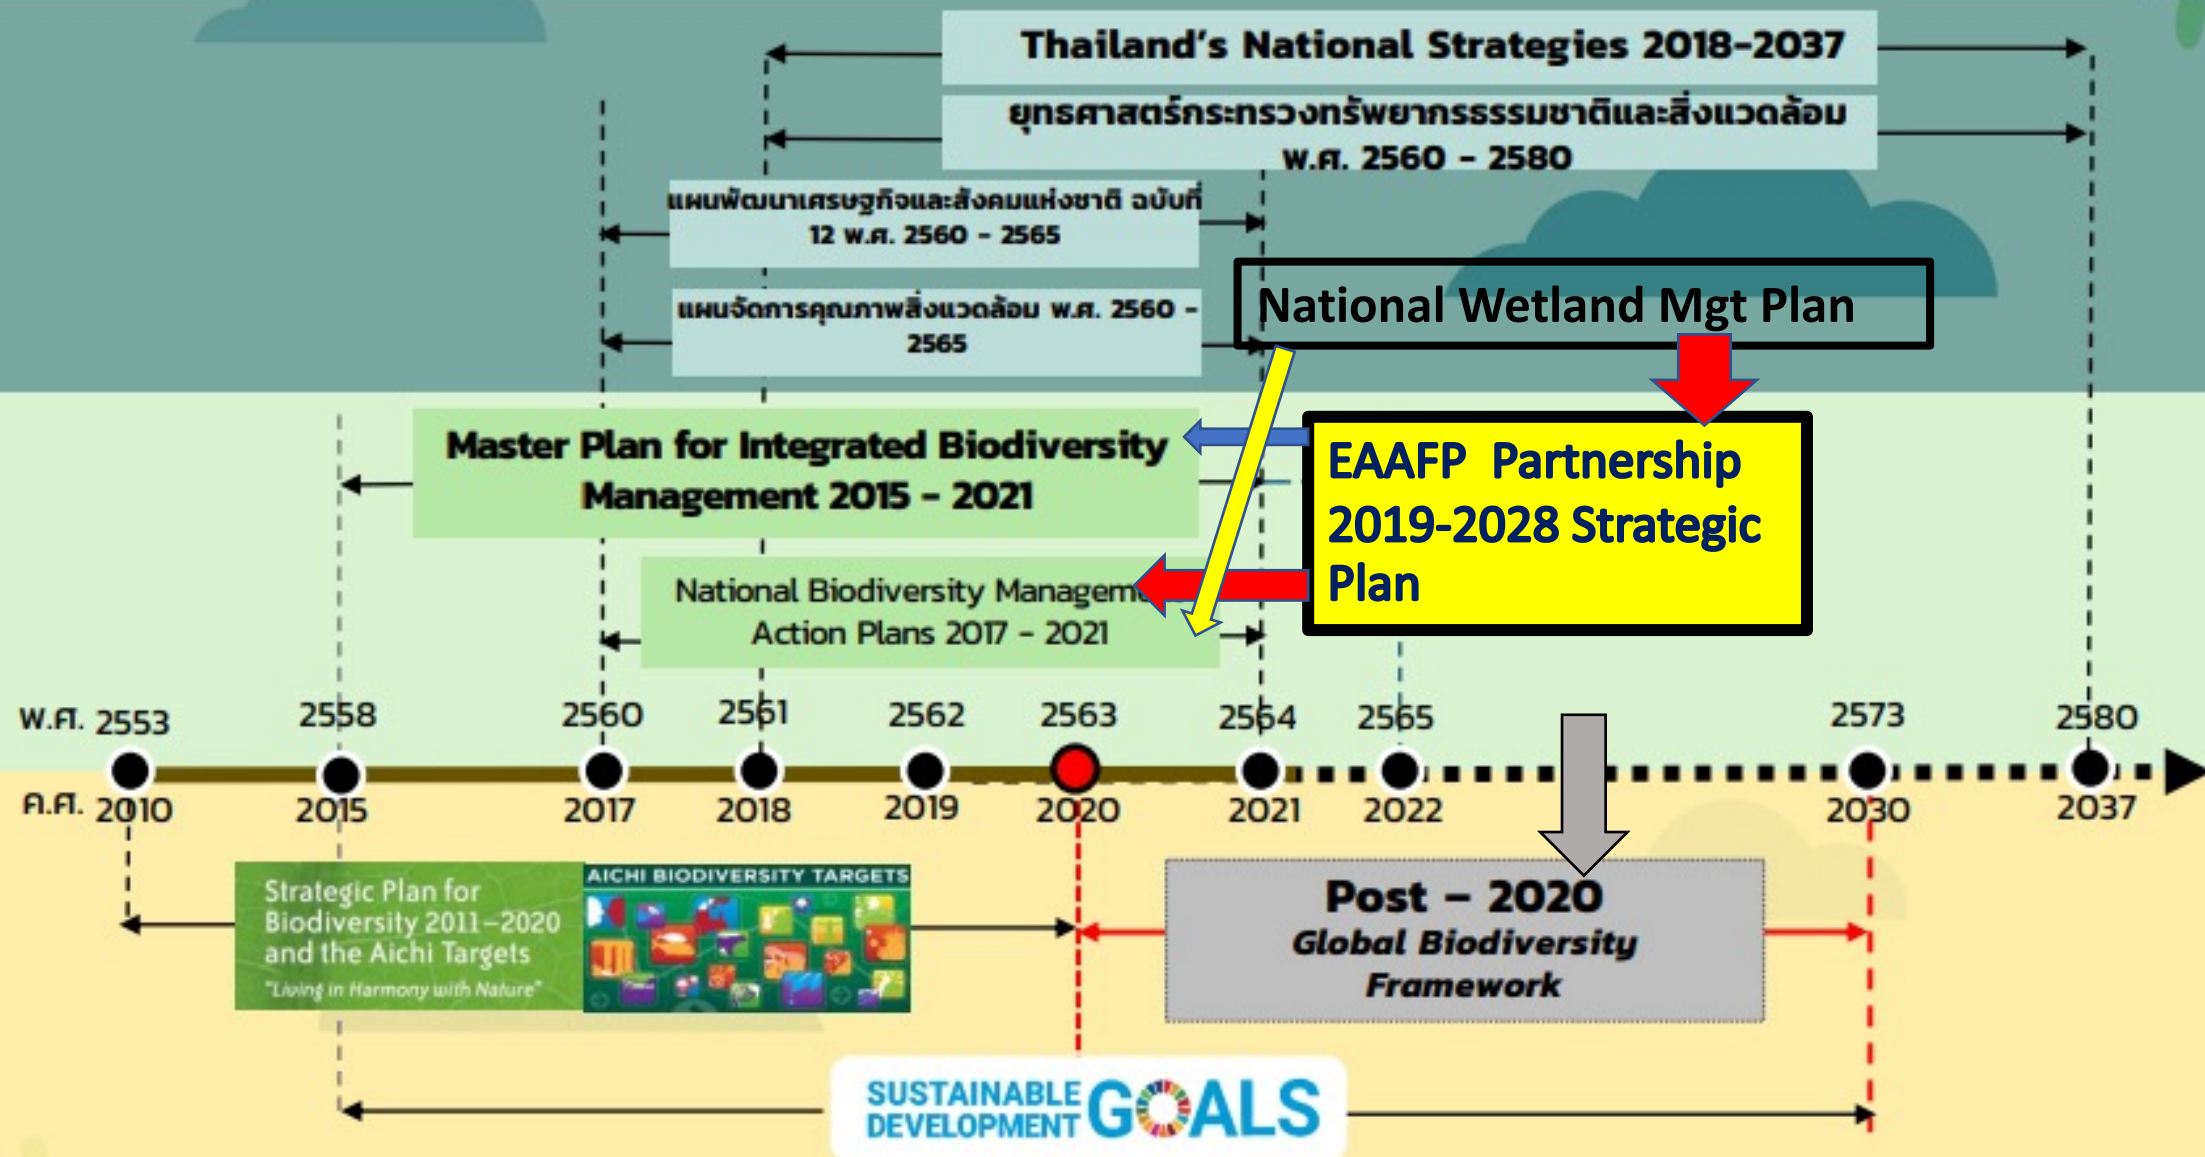 Thailand's National Strategies 2018-2037
ยุทธศาสตร์กระทรวงทรัพยากรธรรมชาติและสิ่งแวดล้อม
พ.ศ. 2560 - 2580
แผนพัฒนาเศรษฐกิจและสังคมแห่งชาติ ฉบับที่
12 พ.ศ. 2560 - 2565
แผนจัดการคุณภาพสิ่งแวดล้อม พ.ศ. 2560 -
2565
National Wetland Mgt Plan
Master Plan for Integrated Biodiversity
Management 2015 - 2021
EAAFP Partnership
2019-2028 Strategic
Plan
National Biodiversity Managem
Action Plans 2017 - 2021
พ.ศ. 2553 2558 2560 2561 2562 2563 2564 2565 2573 2580
ค.ศ. 2010 2015 2017 2018 2019 2020 2021 2022 2030 2037
Strategic Plan for
Biodiversity 2011–2020
and the Aichi Targets
"Living in Harmony with Nature"
AICHI BIODIVERSITY TARGETS
Post – 2020
Global Biodiversity
Framework
SUSTAINABLE
DEVELOPMENT
GOALS